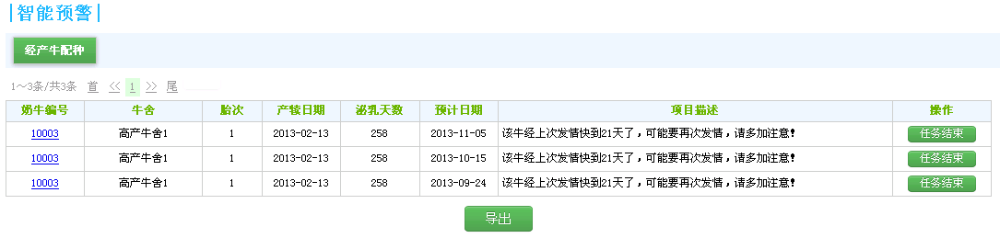 |智能预警|
经产牛配种
1～3条/共3条 首 << 1 >> 尾
奶牛编号 牛舍 胎次 产犊日期 泌乳天数 预计日期 项目描述 操作
10003 高产牛舍1 1 2013-02-13 258 2013-11-05 该牛经上次发情快到21天了，可能要再次发情，请多加注意！ 任务结束
10003 高产牛舍1 1 2013-02-13 258 2013-10-15 该牛经上次发情快到21天了，可能要再次发情，请多加注意！ 任务结束
10003 高产牛舍1 1 2013-02-13 258 2013-09-24 该牛经上次发情快到21天了，可能要再次发情，请多加注意！ 任务结束
导出